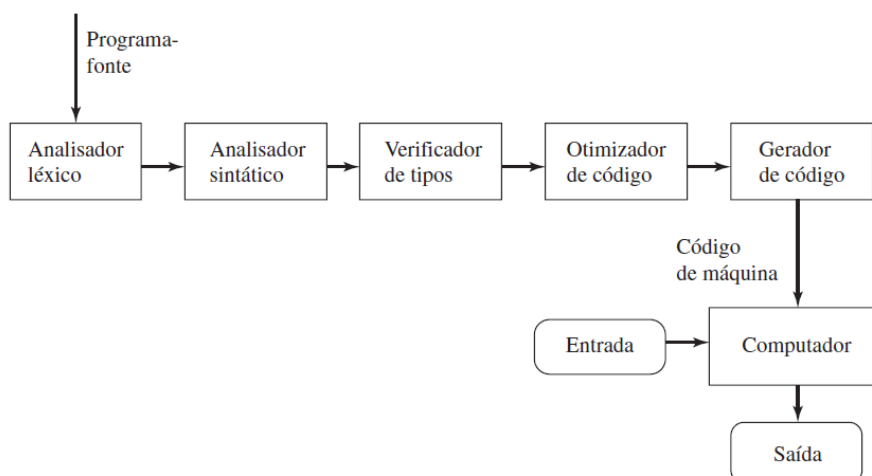 Programa-
fonte
Analisador
léxico
Analisador
sintático
Verificador
de tipos
Otimizador
de código
Gerador
de código
Código
de máquina
Entrada
Computador
Saída